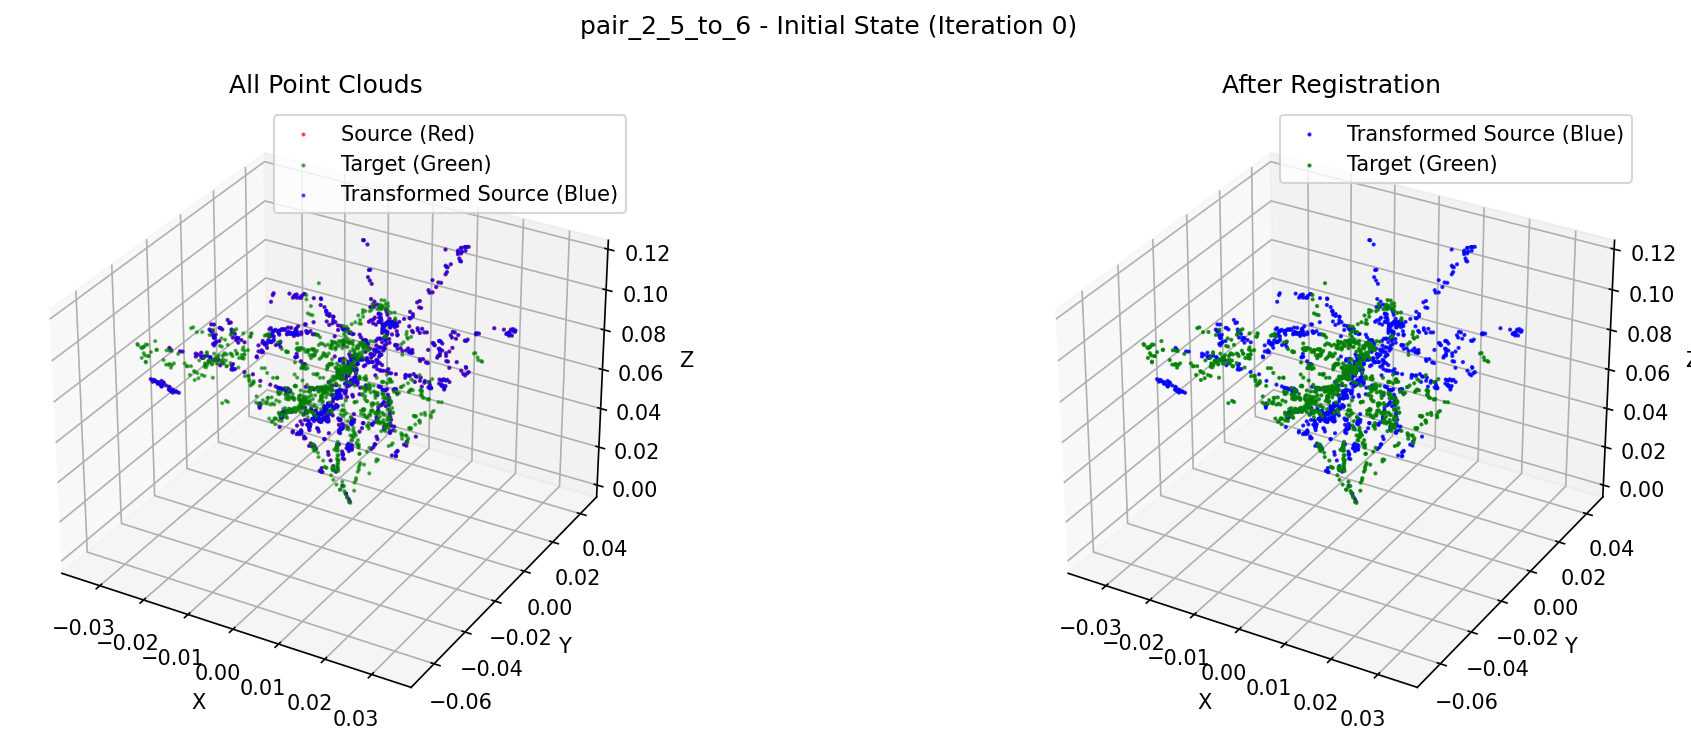 pair_2_5_to_6 - Initial State (Iteration 0)
All Point Clouds
Source (Red)
Target (Green)
Transformed Source (Blue)
0.12
0.10
0.08
0.06
0.04
0.02
0.00
Z
0.04
0.02
0.00
−0.02
−0.04
−0.06
Y
−0.03
−0.02
−0.01
0.00
0.01
0.02
0.03
X
After Registration
Transformed Source (Blue)
Target (Green)
0.12
0.10
0.08
0.06
0.04
0.02
0.00
Z
0.04
0.02
0.00
−0.02
−0.04
−0.06
Y
−0.03
−0.02
−0.01
0.00
0.01
0.02
0.03
X